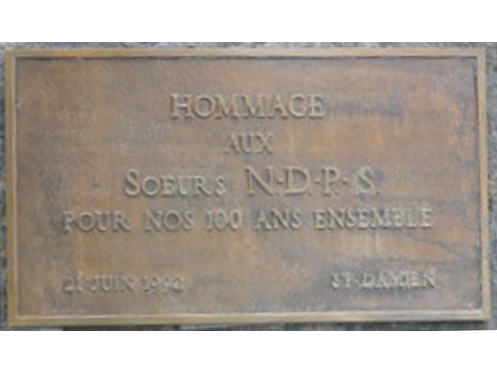 HOMMAGE
AUX
SOEURS N.-D.-P.-S.
POUR NOS 100 ANS ENSEMBLE
21 JUIN 1992 ST-DAMIEN